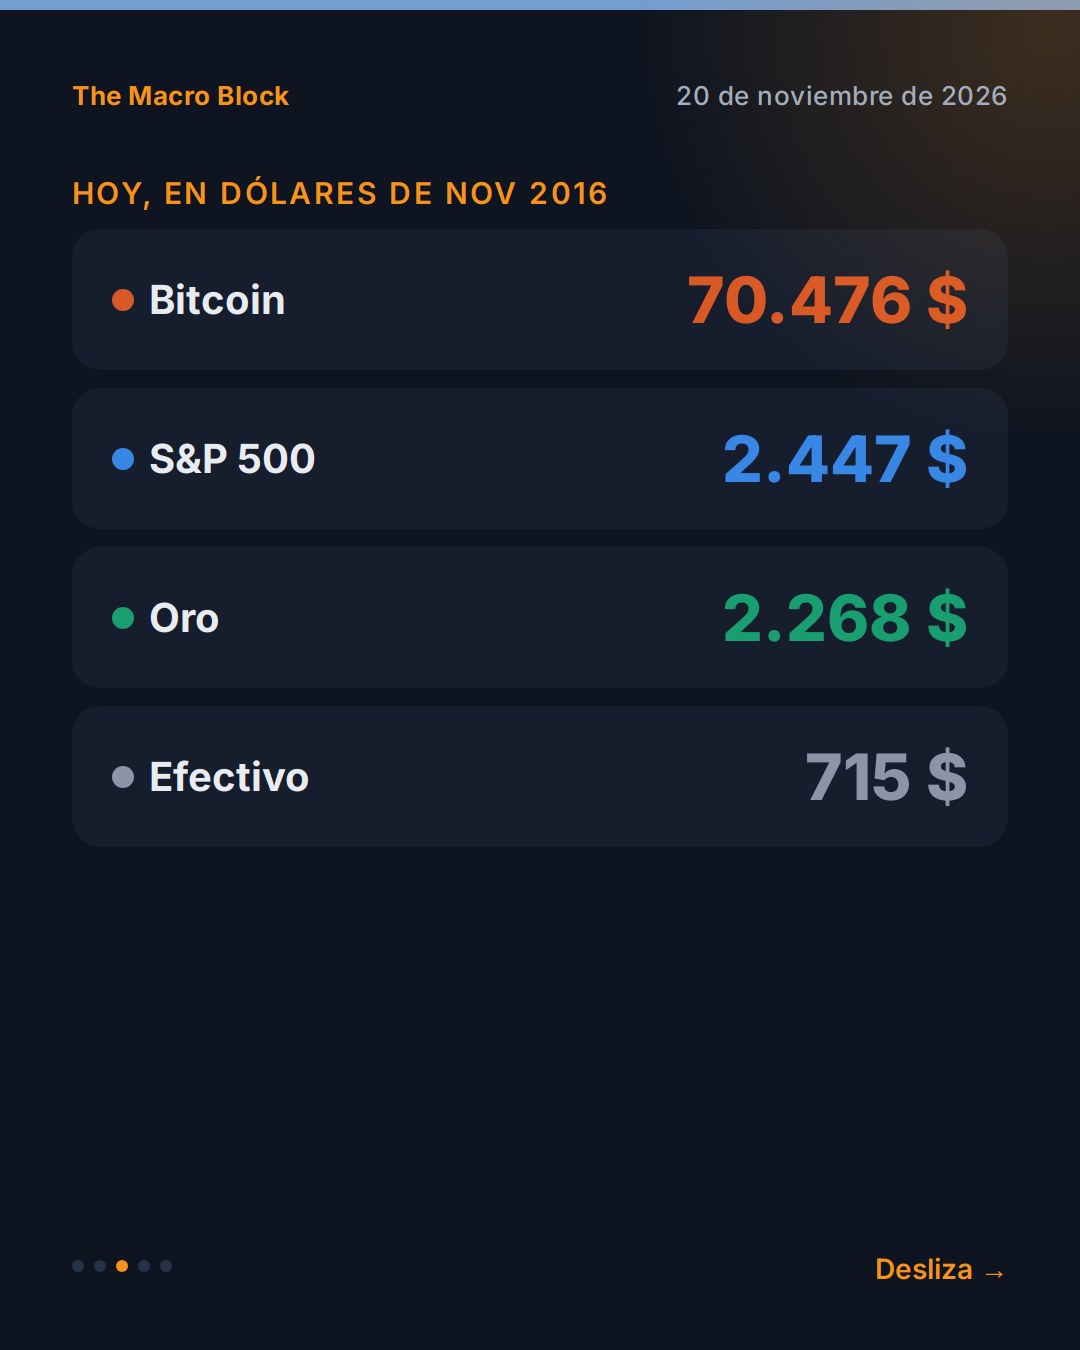 The Macro Block
20 de noviembre de 2026
HOY, EN DÓLARES DE NOV 2016
Bitcoin 70.476 $
S&P 500 2.447 $
Oro 2.268 $
Efectivo 715 $
Desliza →